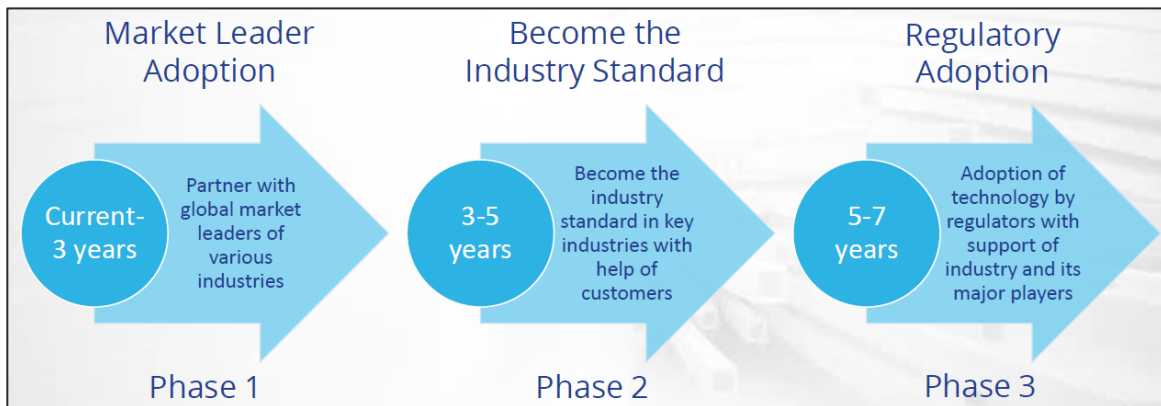 Market Leader
Adoption
Current-
3 years
Partner with
global market
leaders of
various
industries
Phase 1
Become the
Industry Standard
3-5
years
Become the
industry
standard in key
industries with
help of
customers
Phase 2
Regulatory
Adoption
5-7
years
Adoption of
technology by
regulators with
support of
industry and its
major players
Phase 3